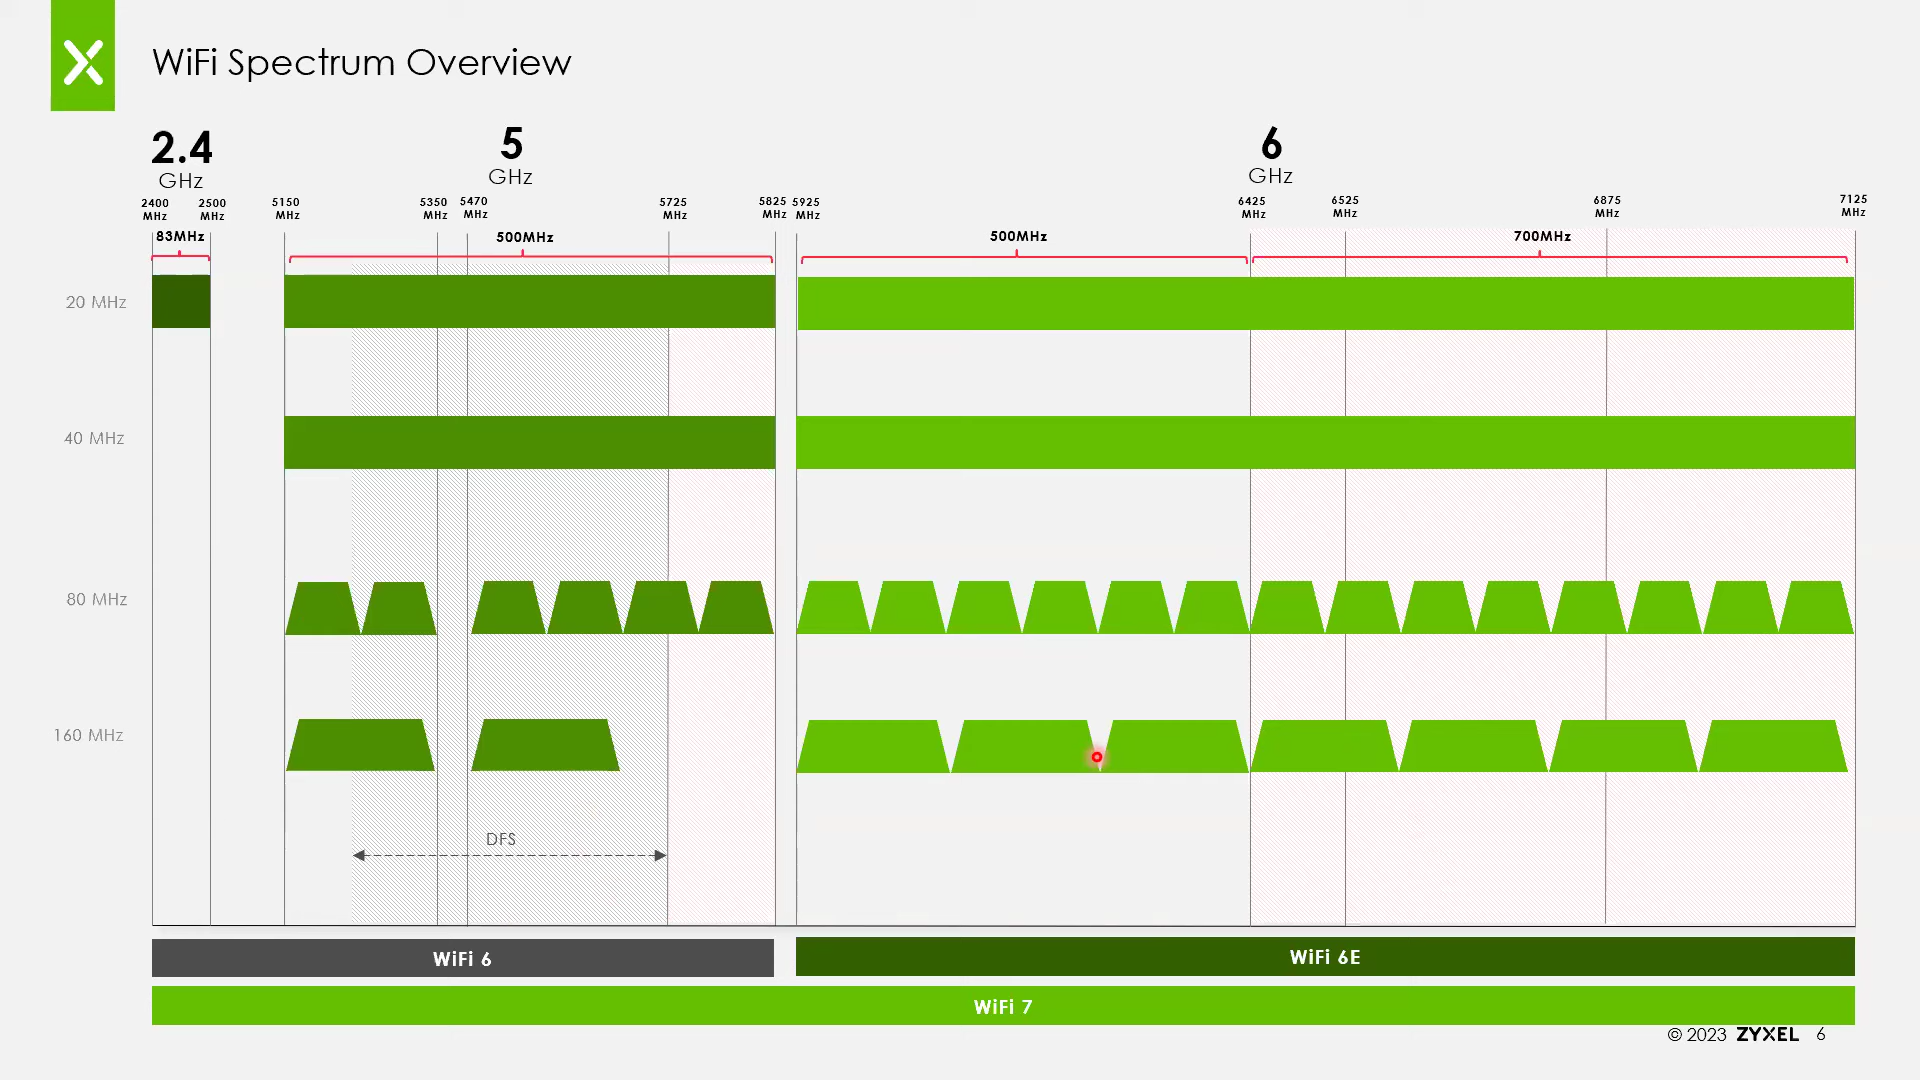 WiFi Spectrum Overview
2.4
GHz
5
GHz
6
GHz
2400
MHz
2500
MHz
5150
MHz
5350
MHz
5470
MHz
5725
MHz
5825
MHz
5925
MHz
6425
MHz
6525
MHz
6875
MHz
7125
MHz
83MHz
500MHz
500MHz
700MHz
20 MHz
40 MHz
80 MHz
160 MHz
DFS
WiFi 6
WiFi 6E
WiFi 7
© 2023 ZYXEL 6